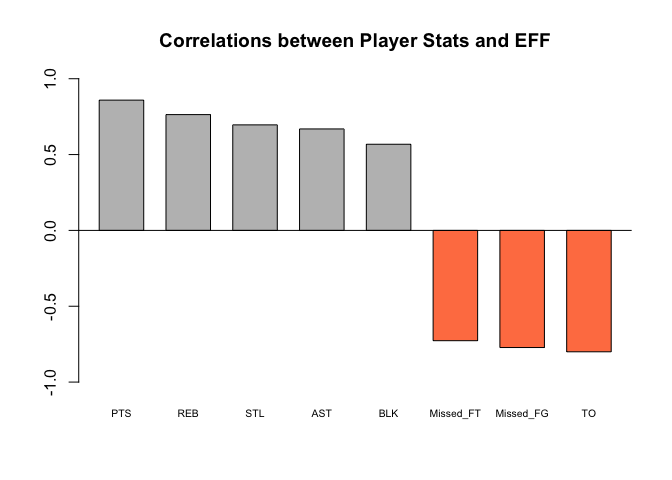 Correlations between Player Stats and EFF
1.0
0.5
0.0
-0.5
-1.0
PTS REB STL AST BLK Missed_FT Missed_FG TO